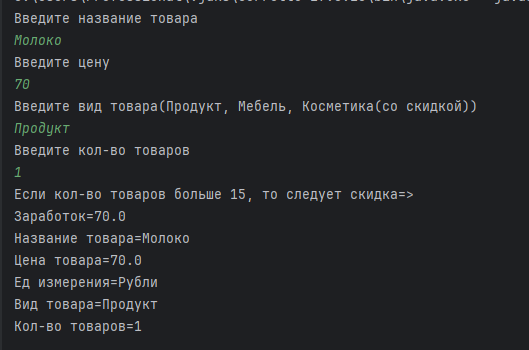 Введите название товара
Молоко
Введите цену
70
Введите вид товара(Продукт, Мебель, Косметика(со скидкой))
Продукт
Введите кол-во товаров
1
Если кол-во товаров больше 15, то следует скидка=>
Заработок=70.0
Название товара=Молоко
Цена товара=70.0
Ед измерения=Рубли
Вид товара=Продукт
Кол-во товаров=1